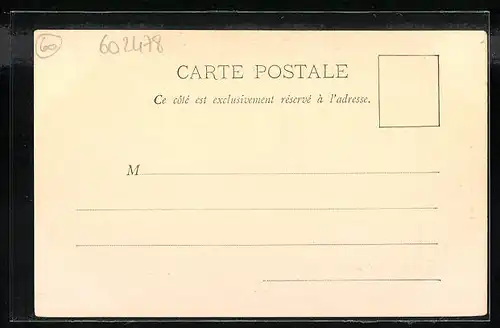 60 602478
CARTE POSTALE
Ce côté est exclusivement réservé à l'adresse.
M